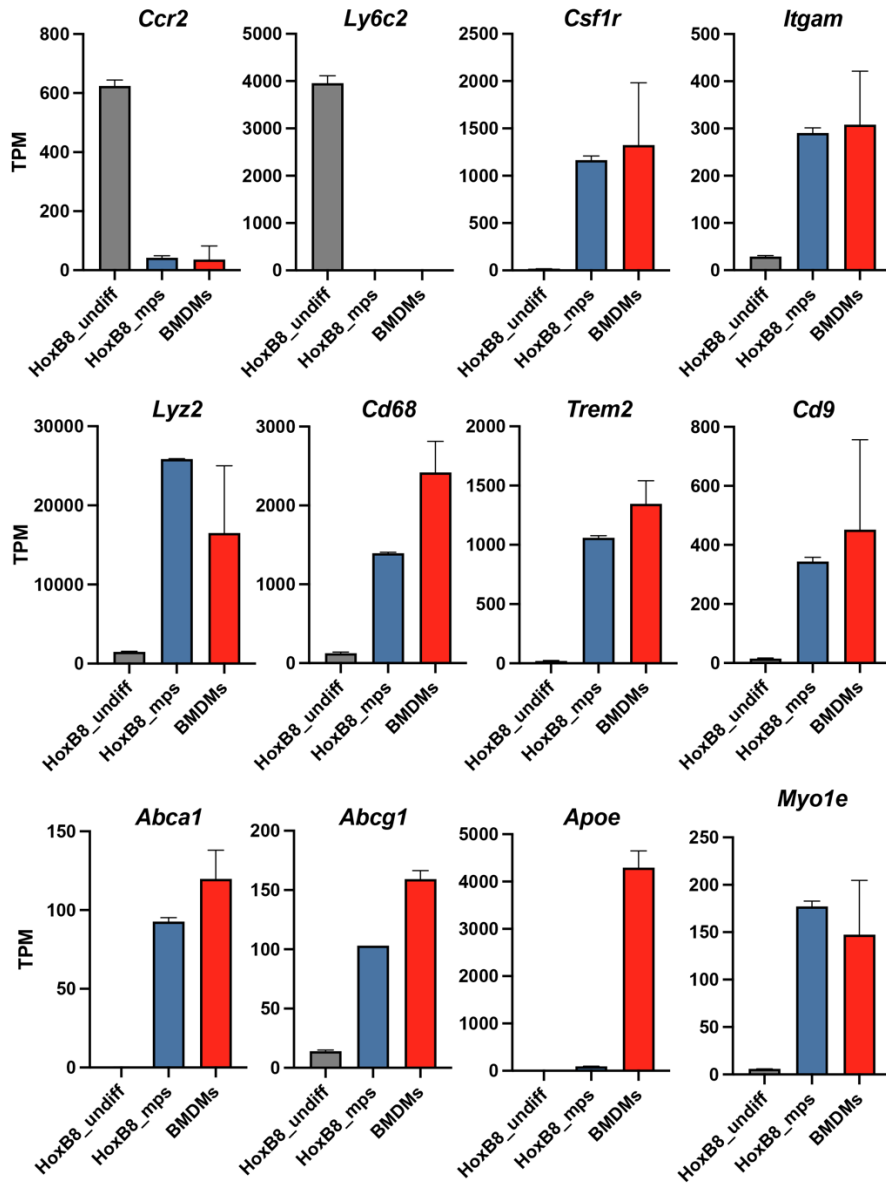 Ccr2 Ly6c2 Csf1r Itgam
800 5000 2500 500
600 4000 2000 400
400 3000 1500 300
200 2000 1000 200
0 1000 500 100
0 0 0
TPM
HoxB8_undiff HoxB8_mps BMDMs HoxB8_undiff HoxB8_mps BMDMs HoxB8_undiff HoxB8_mps BMDMs HoxB8_undiff HoxB8_mps BMDMs
Lyz2 Cd68 Trem2 Cd9
30000 3000 2000 800
20000 2000 1500 600
10000 1000 1000 400
0 0 500 200
0 0
TPM
HoxB8_undiff HoxB8_mps BMDMs HoxB8_undiff HoxB8_mps BMDMs HoxB8_undiff HoxB8_mps BMDMs HoxB8_undiff HoxB8_mps BMDMs
Abca1 Abcg1 Apoe Myo1e
150 200 5000 250
100 150 4000 200
50 100 3000 150
0 50 2000 100
0 1000 50
0 0
TPM
HoxB8_undiff HoxB8_mps BMDMs HoxB8_undiff HoxB8_mps BMDMs HoxB8_undiff HoxB8_mps BMDMs HoxB8_undiff HoxB8_mps BMDMs